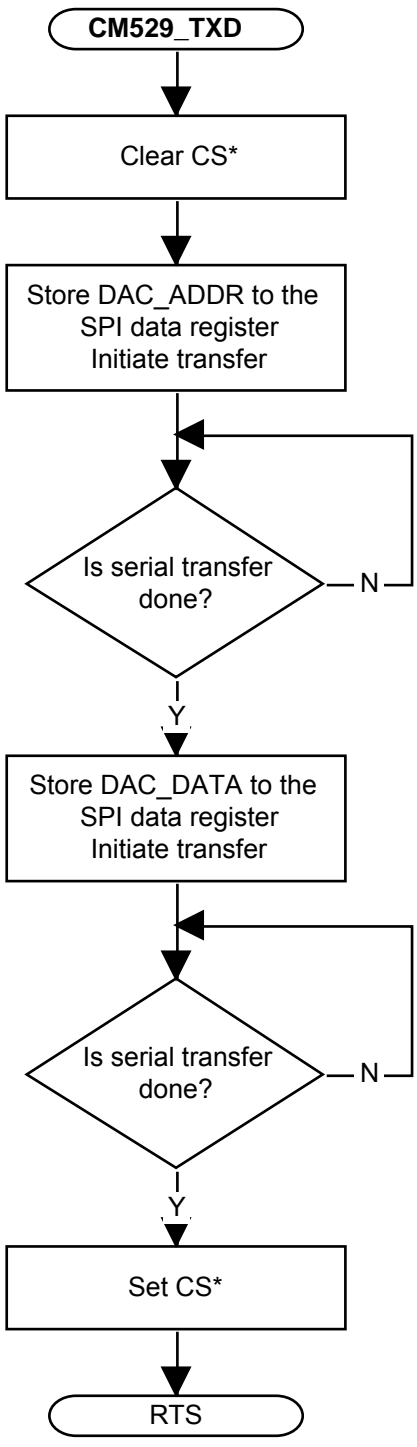 CM529_TXD
Clear CS*
Store DAC_ADDR to the
SPI data register
Initiate transfer
Is serial transfer
done?
N
Y
Store DAC_DATA to the
SPI data register
Initiate transfer
Is serial transfer
done?
N
Y
Set CS*
RTS